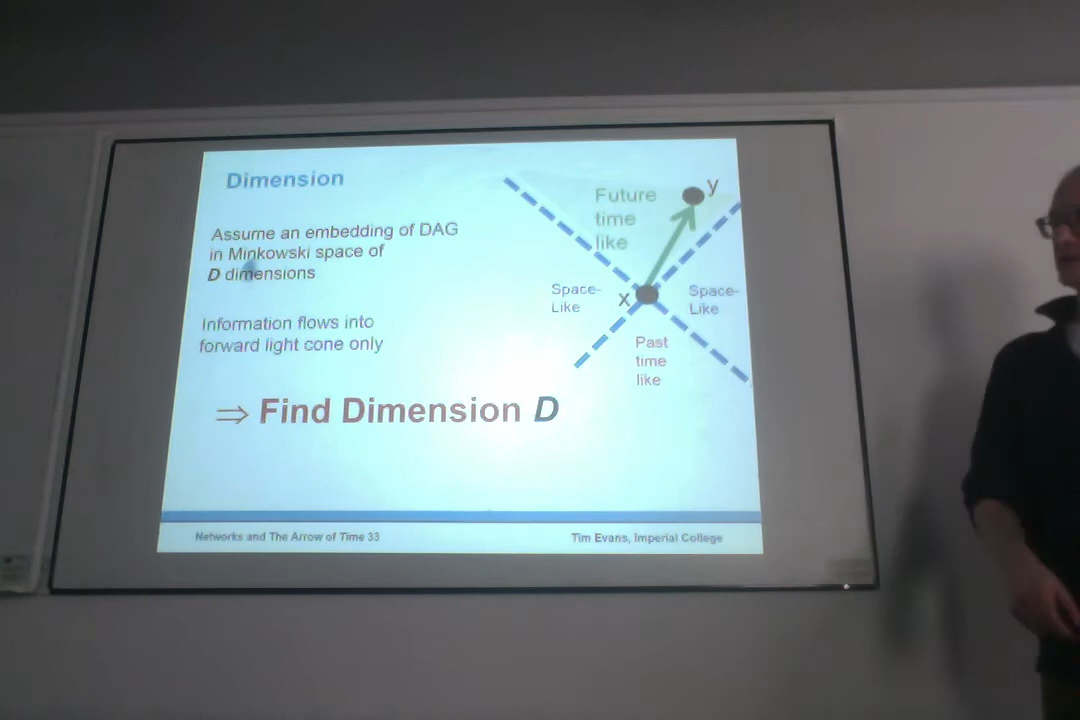 Dimension
Assume an embedding of DAG
in Minkowski space of
D dimensions
Information flows into
forward light cone only
⇒ Find Dimension D
y
Future
time
like
Space-
Like
x
Space-
Like
Past
time
like
Networks and The Arrow of Time 33
Tim Evans, Imperial College